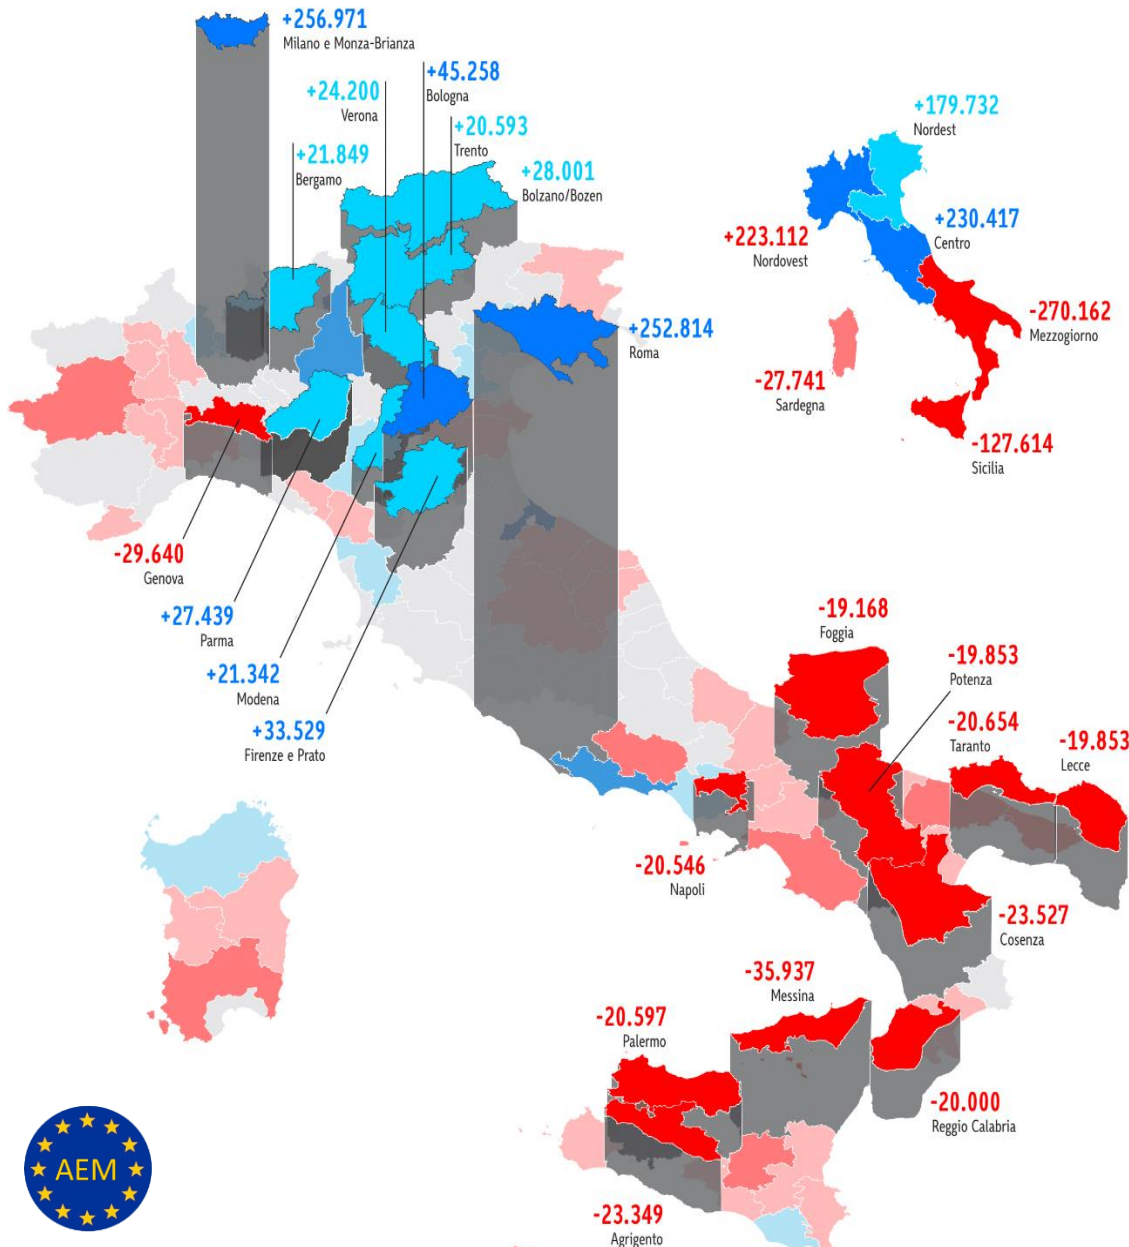 +256.971
Milano e Monza-Brianza
+45.258
Bologna
+24.200
Verona
+20.593
Trento
+21.849
Bergamo
+28.001
Bolzano/Bozen
+179.732
Nordest
+230.417
Centro
+223.112
Nordovest
-270.162
Mezzogiorno
-27.741
Sardegna
-127.614
Sicilia
+252.814
Roma
-29.640
Genova
+27.439
Parma
+21.342
Modena
+33.529
Firenze e Prato
-19.168
Foggia
-19.853
Potenza
-20.654
Taranto
-19.853
Lecce
-20.546
Napoli
-23.527
Cosenza
-35.937
Messina
-20.597
Palermo
-20.000
Reggio Calabria
-23.349
Agrigento
AEM